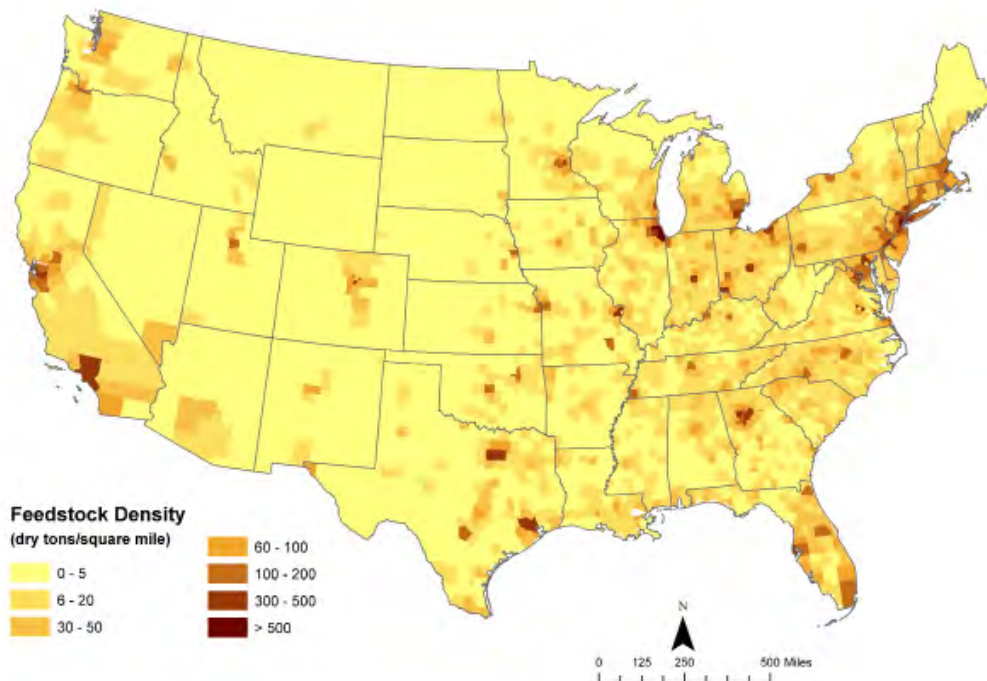 Feedstock Density
(dry tons/square mile)
0 - 5
6 - 20
30 - 50
60 - 100
100 - 200
300 - 500
> 500
N
0 125 250 500 Miles